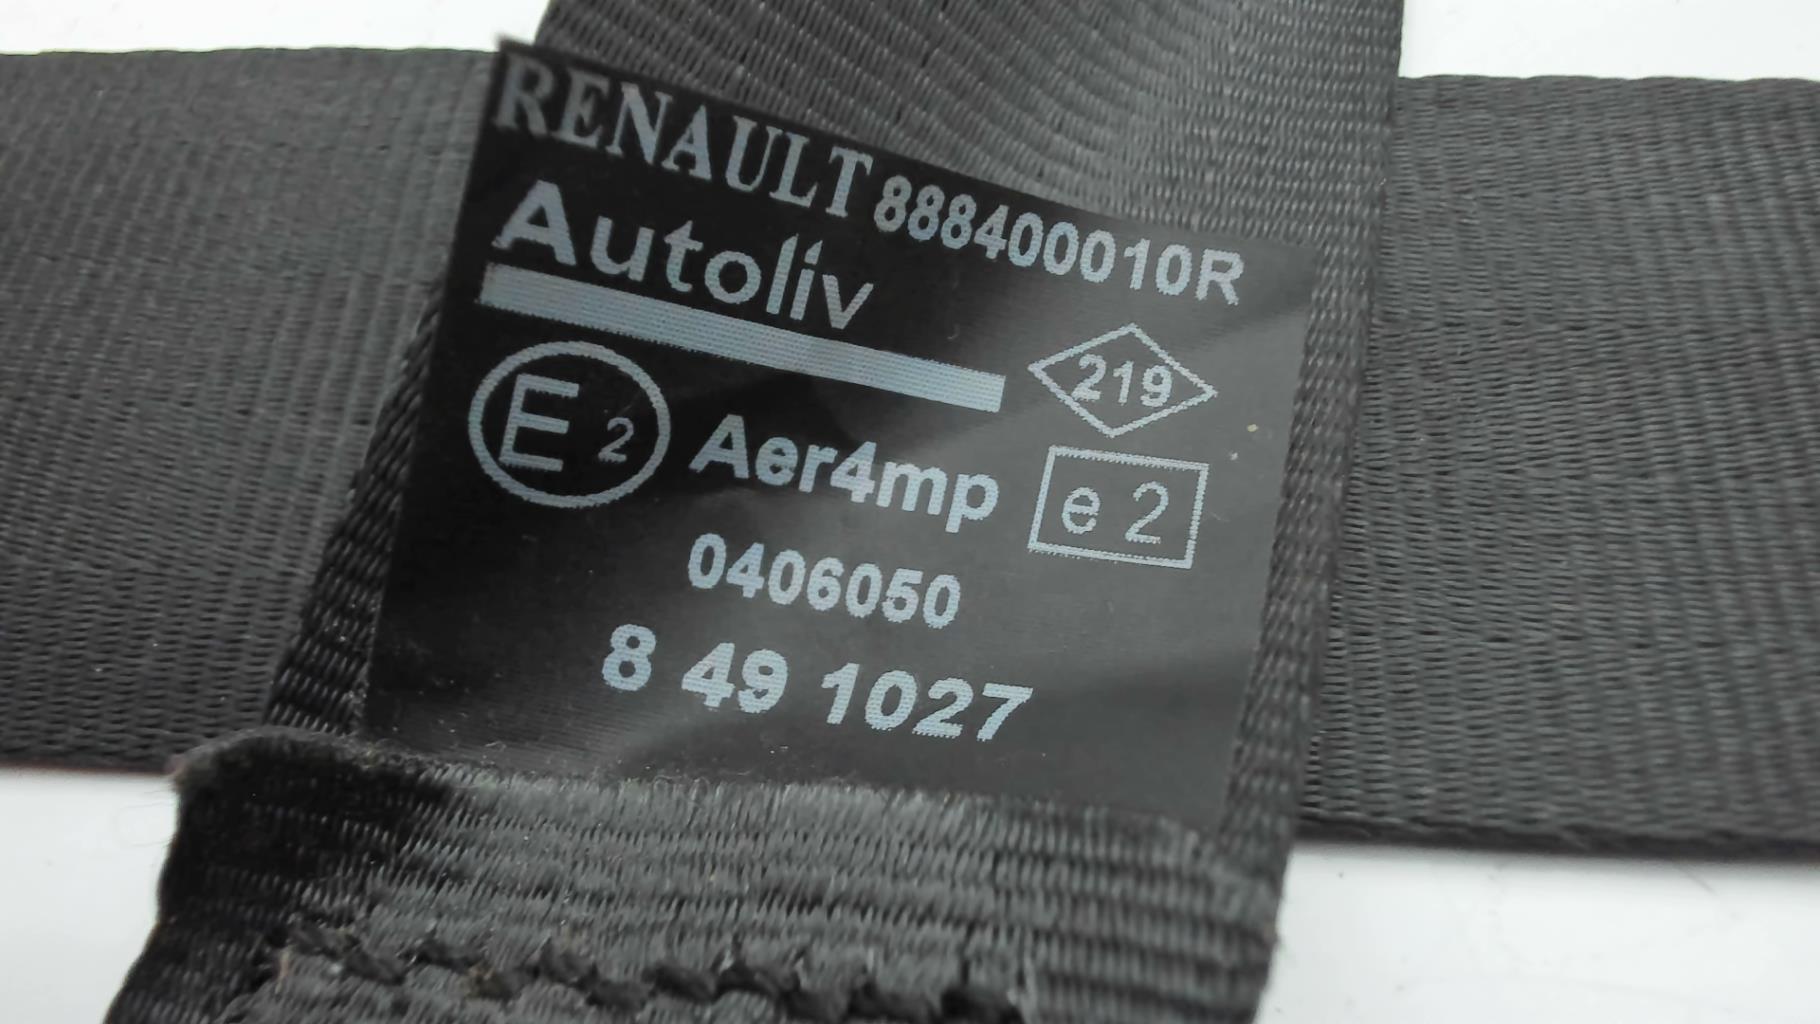 RENAULT 888400010R
Autoliv
219
E 2 Aer4mp e 2
0406050
8 49 1027